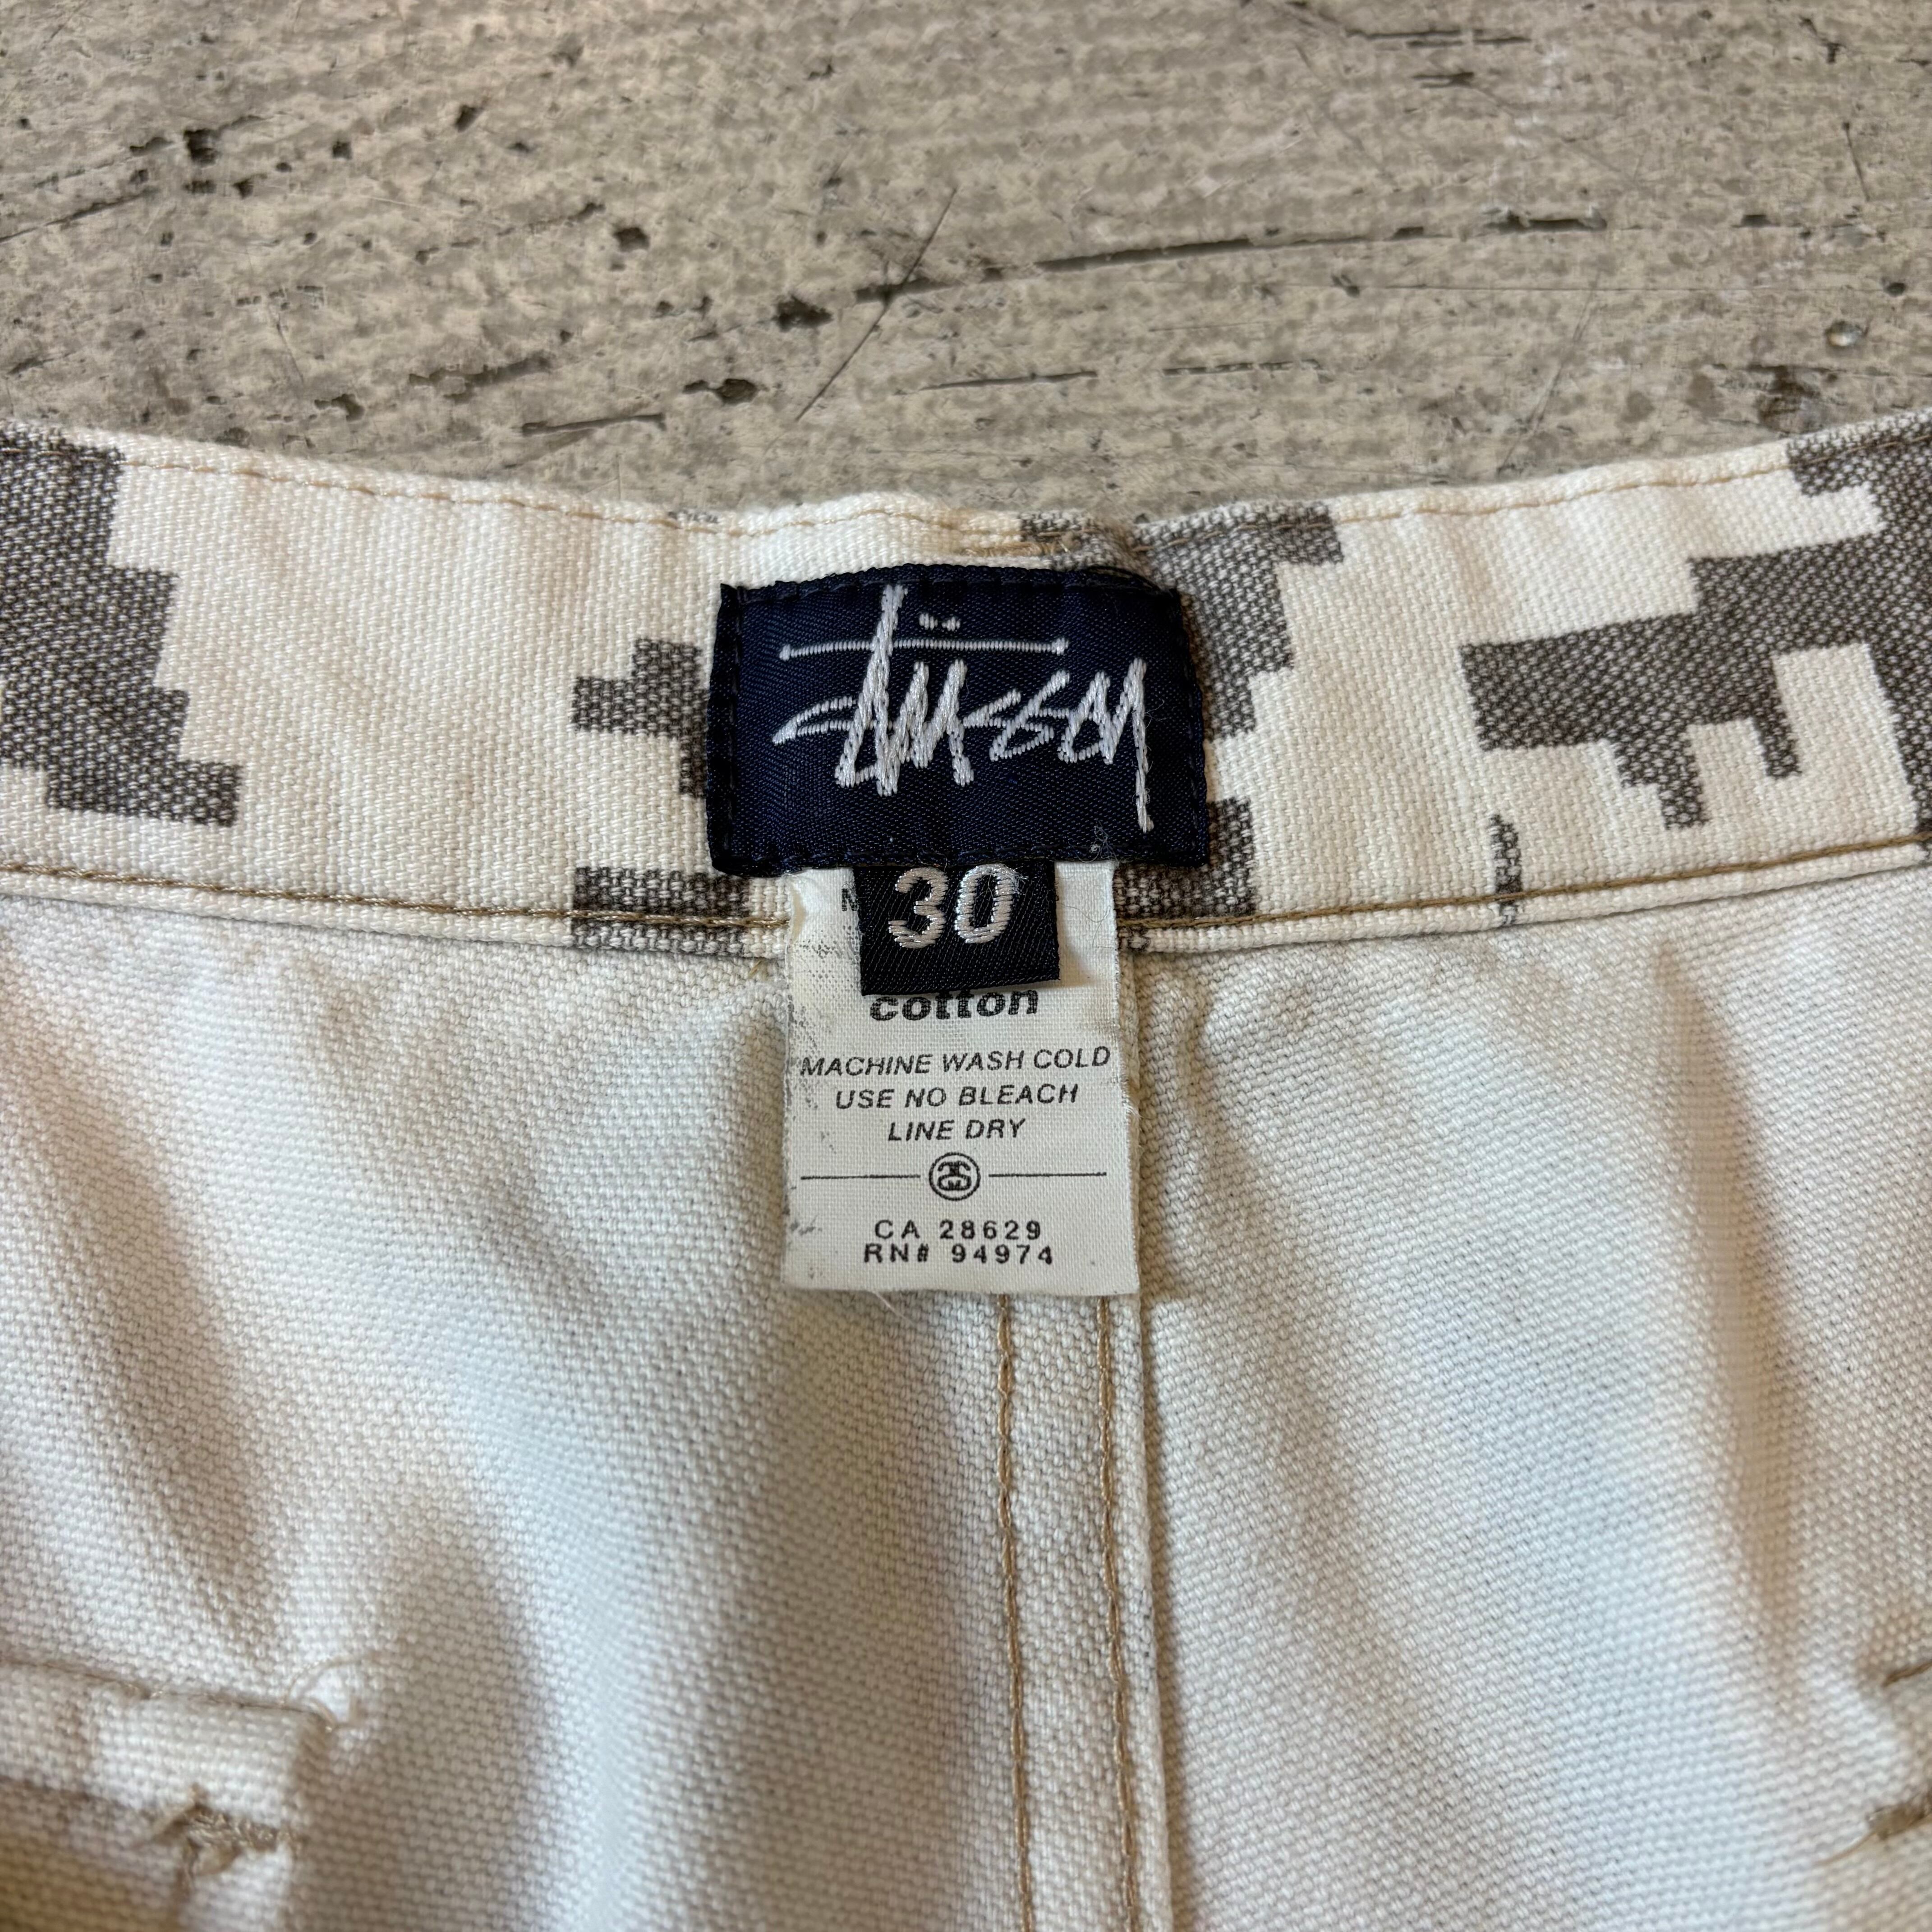 Stüssy
30
cotton
MACHINE WASH COLD
USE NO BLEACH
LINE DRY
CA 28629
RN# 94974